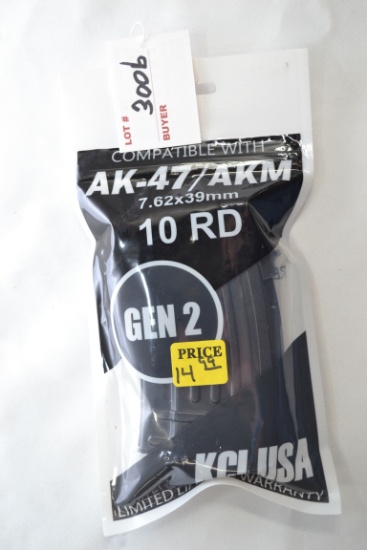 LOT # 3006
BUYER
COMPATIBLE WITH
AK-47/AKM
7.62x39mm
10 RD
GEN 2
PRICE
14 99
KCI USA
LIMITED LIFETIME WARRANTY